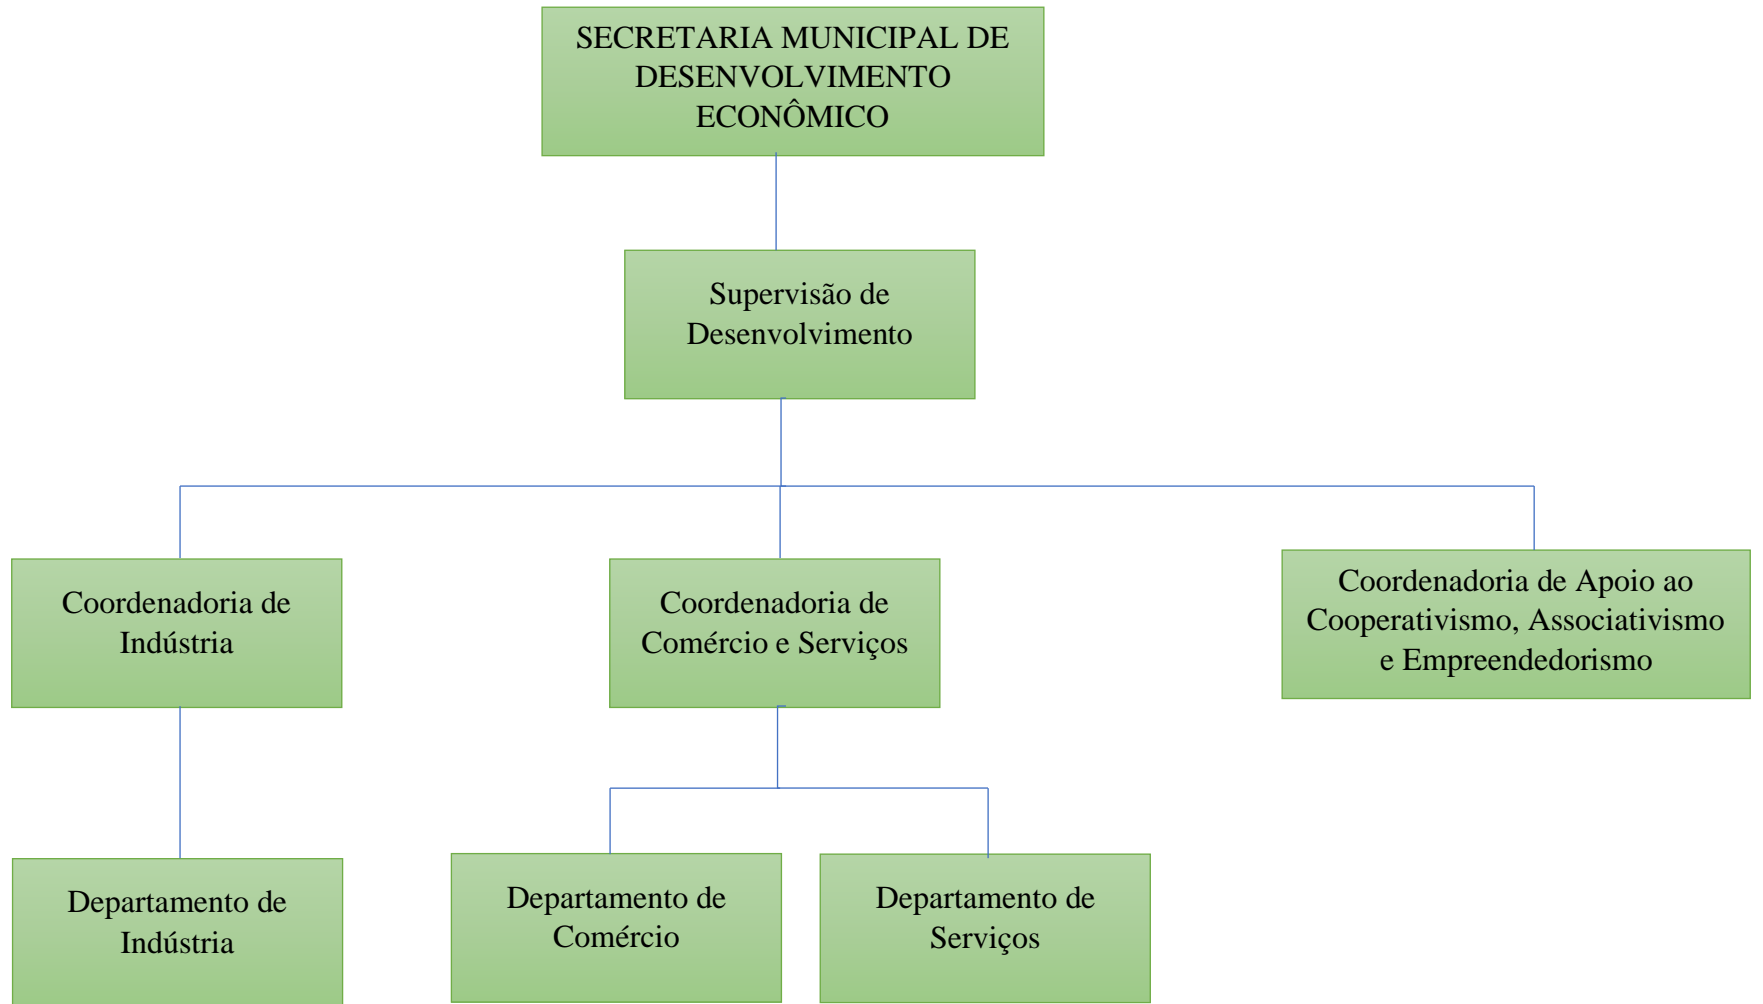 SECRETARIA MUNICIPAL DE
DESENVOLVIMENTO
ECONÔMICO
Supervisão de
Desenvolvimento
Coordenadoria de
Indústria
Coordenadoria de
Comércio e Serviços
Coordenadoria de Apoio ao
Cooperativismo, Associativismo
e Empreendedorismo
Departamento de
Indústria
Departamento de
Comércio
Departamento de
Serviços